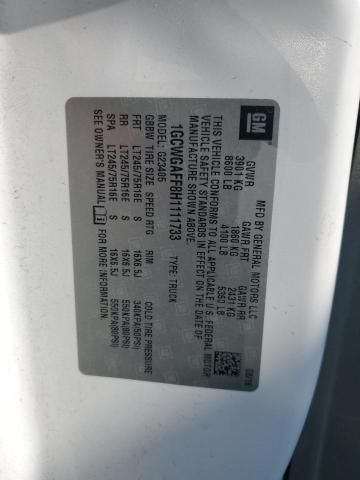 GM
MFD BY GENERAL MOTORS LLC
08/16
GVWR GAWR FRT GAWR RR
3901 KG 1860 KG 2431 KG
8600 LB 4100 LB 5360 LB
THIS VEHICLE CONFORMS TO ALL APPLICABLE U.S. FEDERAL MOTOR
VEHICLE SAFETY STANDARDS IN EFFECT ON THE DATE OF
1GCWGAFF8H1111733 TYPE: TRUCK
MODEL: G23405
GBBW TIRE SIZE SPEED RTG RIM COLD TIRE PRESSURE
FRT LT245/75R16E S 16X6.5J 340KPA(50PSI)
RR LT245/75R16E S 16X6.5J 550KPA(80PSI)
SPA LT245/75R16E S 16X6.5J 550KPA(80PSI)
SEE OWNER'S MANUAL FOR MORE INFORMATION